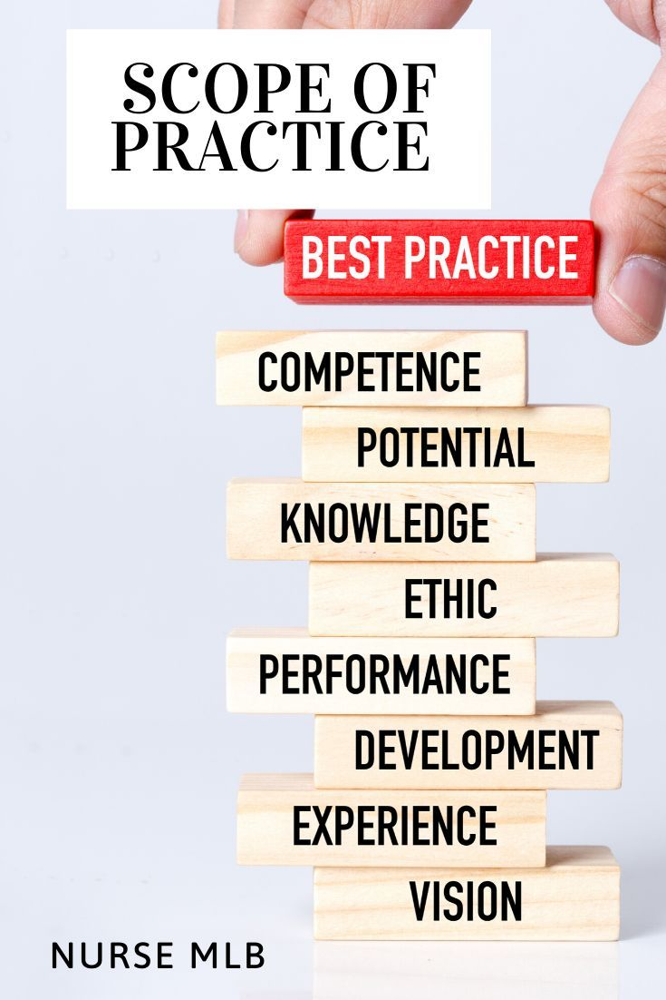 SCOPE OF
PRACTICE
BEST PRACTICE
COMPETENCE
POTENTIAL
KNOWLEDGE
ETHIC
PERFORMANCE
DEVELOPMENT
EXPERIENCE
VISION
NURSE MLB